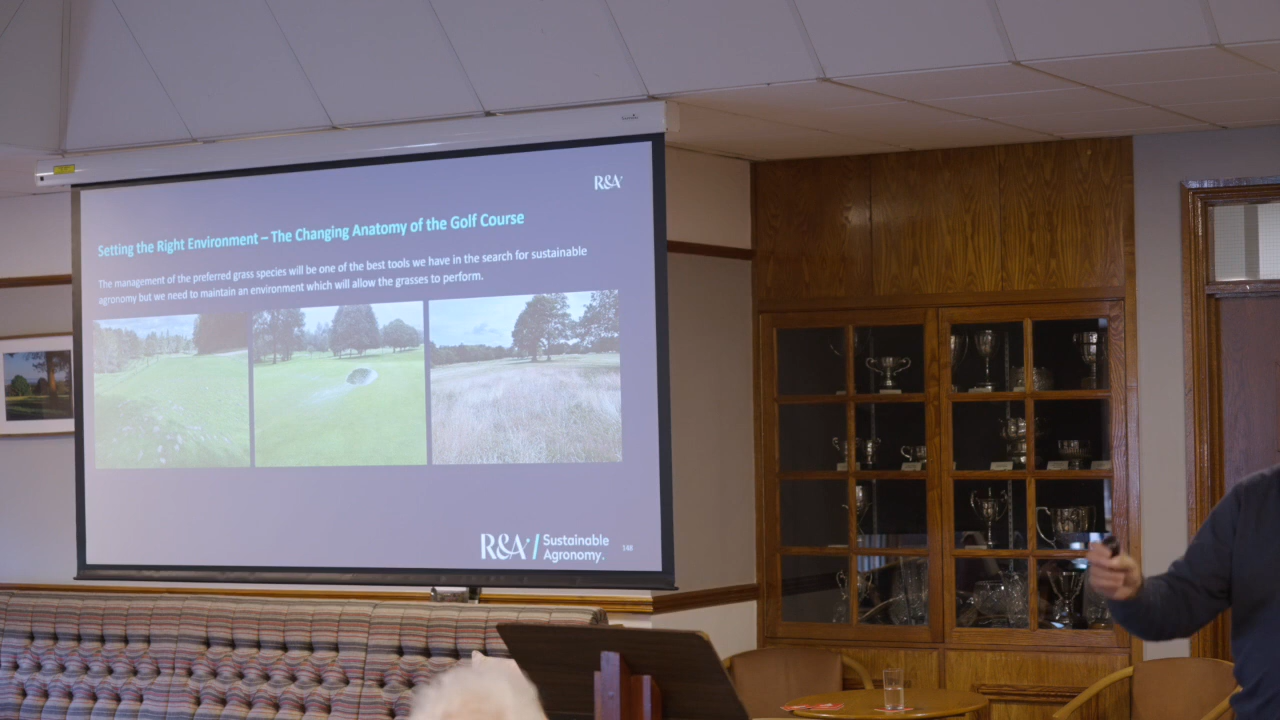 R&A
Setting the Right Environment – The Changing Anatomy of the Golf Course
The management of the preferred grass species will be one of the best tools we have in the search for sustainable
agronomy but we need to maintain an environment which will allow the grasses to perform.
R&A / Sustainable
Agronomy.
148